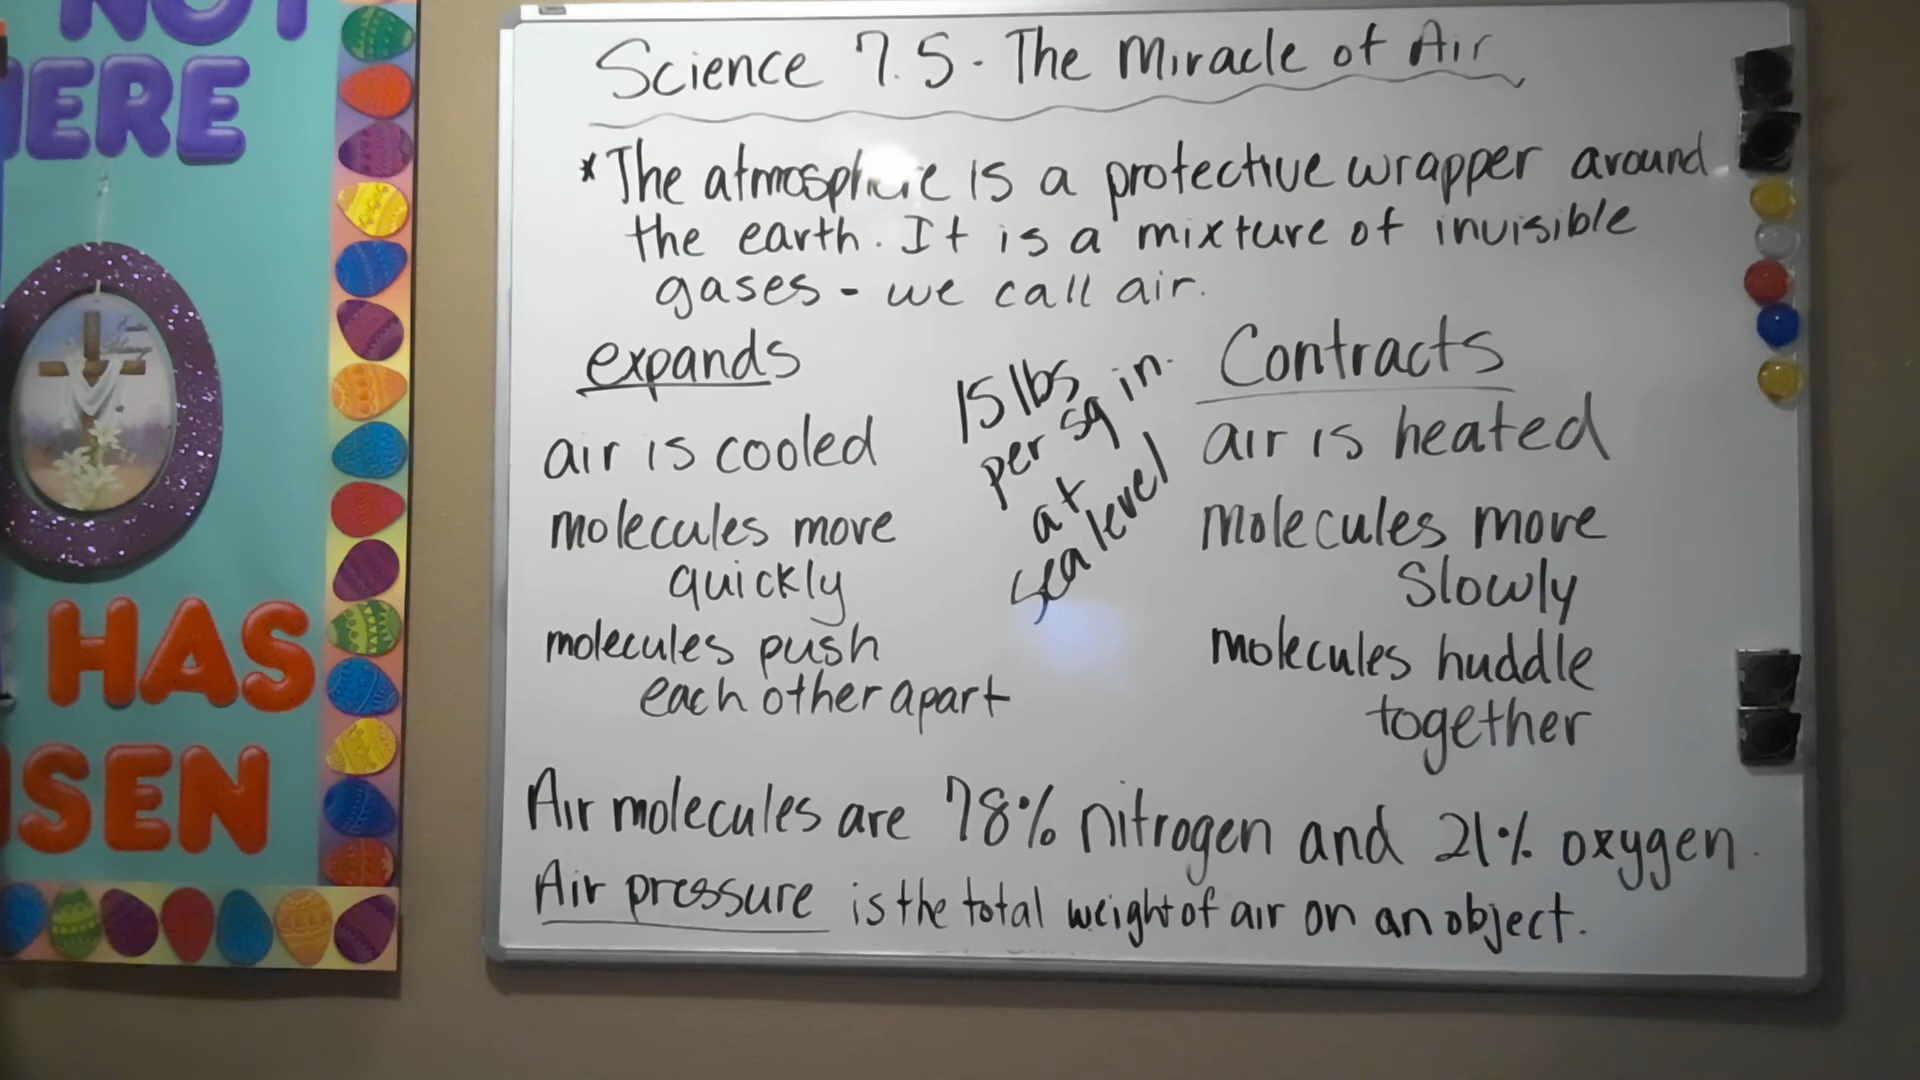 NOT
HERE
Easter
Blessings
HAS
ISEN
Science 7.5 - The Miracle of Air
* The atmosphere is a protective wrapper around
the earth. It is a mixture of invisible
gases - we call air.
expands
air is cooled
molecules move
quickly
molecules push
each other apart
15 lbs
per sq in.
at
sea level
Contracts
air is heated
molecules move
slowly
molecules huddle
together
Air molecules are 78% nitrogen and 21% oxygen.
Air pressure is the total weight of air on an object.